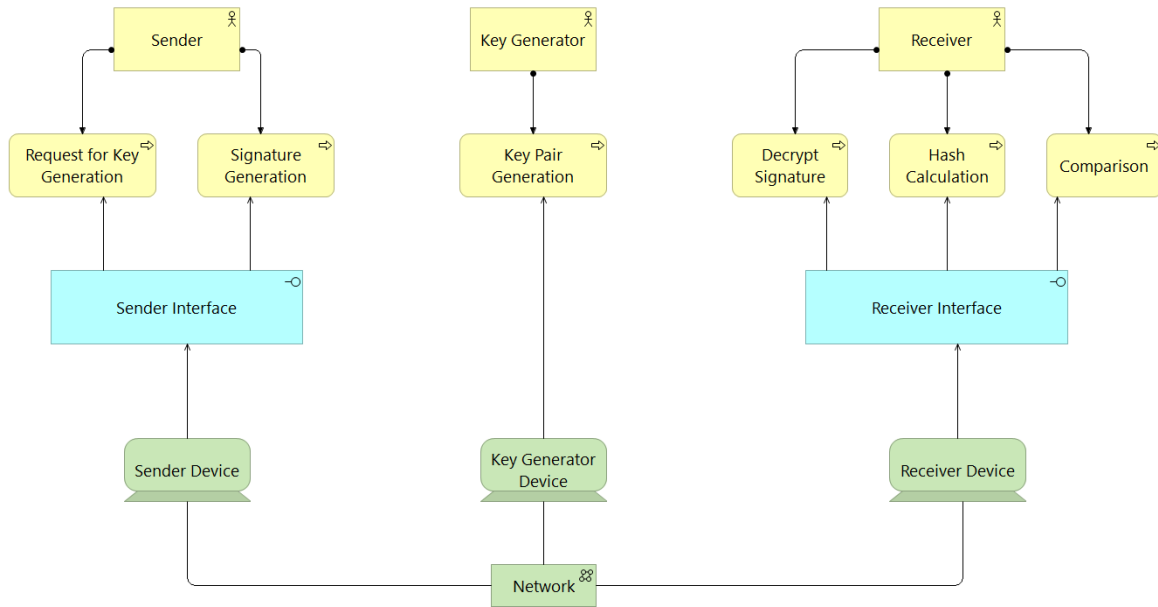 Sender
Key Generator
Receiver
Request for Key
Generation
Signature
Generation
Key Pair
Generation
Decrypt
Signature
Hash
Calculation
Comparison
Sender Interface
Receiver Interface
Sender Device
Key Generator
Device
Receiver Device
Network